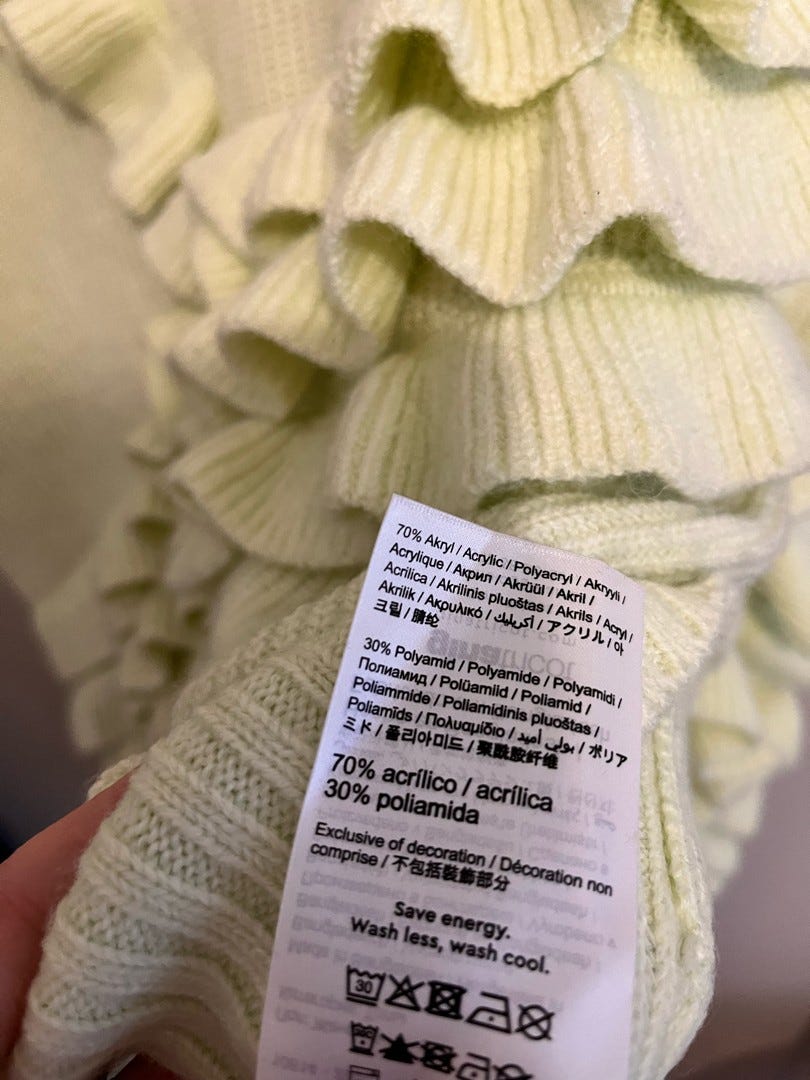 70% Akryl / Acrylic / Polyacryl / Akryyli /
Acrylique / Акрил / Akrüül / Akril /
Acrilica / Akrilinis pluoštas / Akrils / Acryl /
Akrilik / Ακρυλικό / أكريليك / アクリル / 아
크릴 / 腈纶
30% Polyamid / Polyamide / Polyamidi /
Полиамид / Polüamiid / Poliamid /
Poliammide / Poliamidinis pluoštas /
Poliamīds / Πολυαμίδιο / بولي أميد / ポリア
ミド / 폴리아미드 / 聚酰胺纤维
70% acrílico / acrílica
30% poliamida
Exclusive of decoration / Décoration non
comprise / 不包括装飾部分
Save energy.
Wash less, wash cool.
30